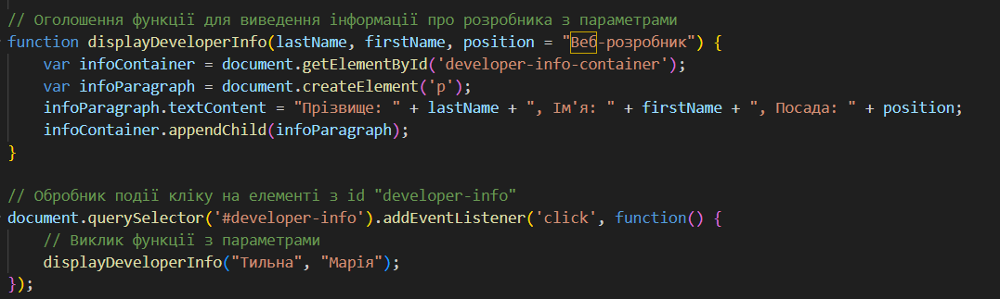 // Оголошення функції для виведення інформації про розробника з параметрами
function displayDeveloperInfo(lastName, firstName, position = "Веб-розробник") {
    var infoContainer = document.getElementById('developer-info-container');
    var infoParagraph = document.createElement('p');
    infoParagraph.textContent = "Прізвище: " + lastName + ", Ім'я: " + firstName + ", Посада: " + position;
    infoContainer.appendChild(infoParagraph);
}

// Обробник події кліку на елементі з id "developer-info"
document.querySelector('#developer-info').addEventListener('click', function() {
    // Виклик функції з параметрами
    displayDeveloperInfo("Тильна", "Марія");
});